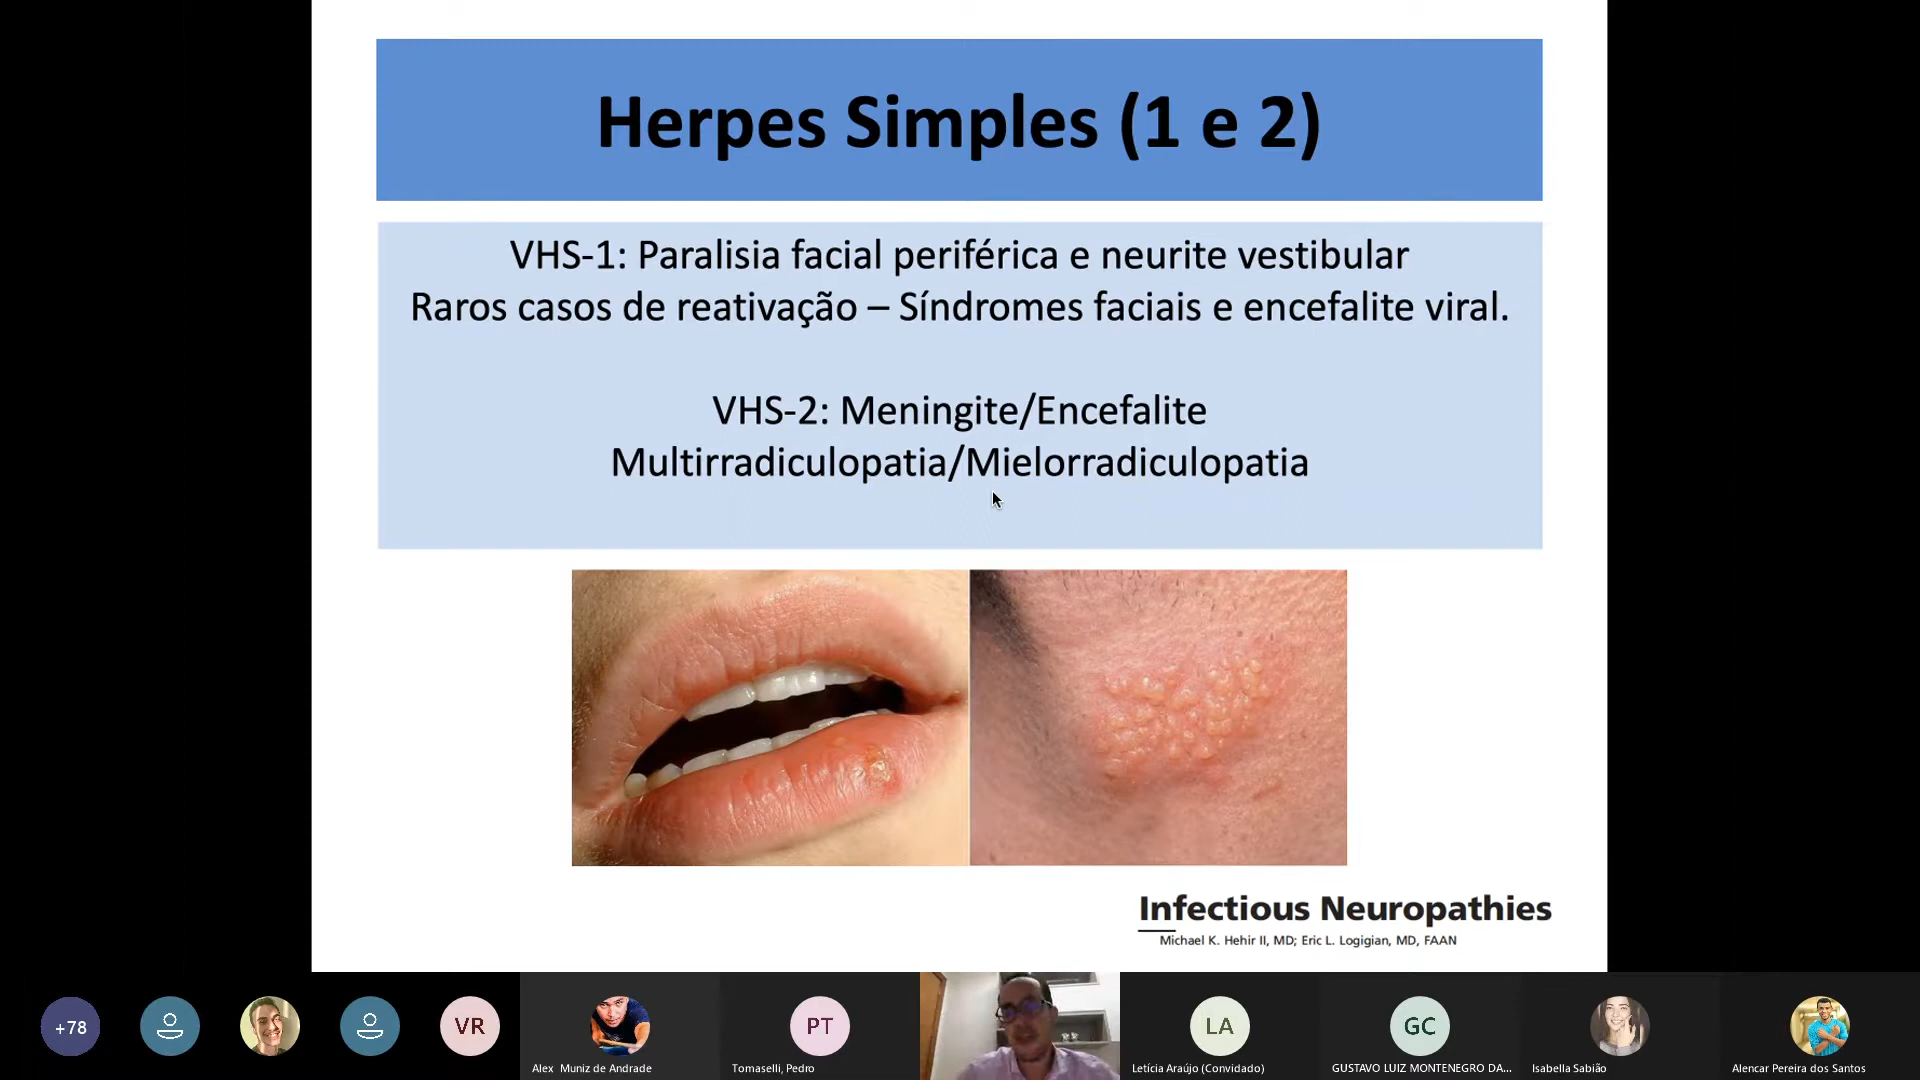 Herpes Simples (1 e 2)
VHS-1: Paralisia facial periférica e neurite vestibular
Raros casos de reativação – Síndromes faciais e encefalite viral.
VHS-2: Meningite/Encefalite
Multirradiculopatia/Mielorradiculopatia
Infectious Neuropathies
Michael K. Hehir II, MD; Eric L. Logigian, MD, FAAN
+78
VR
PT
LA
GC
Alex Muniz de Andrade
Tomaselli, Pedro
Letícia Araújo (Convidado)
GUSTAVO LUIZ MONTENEGRO DA...
Isabella Sabião
Alencar Pereira dos Santos